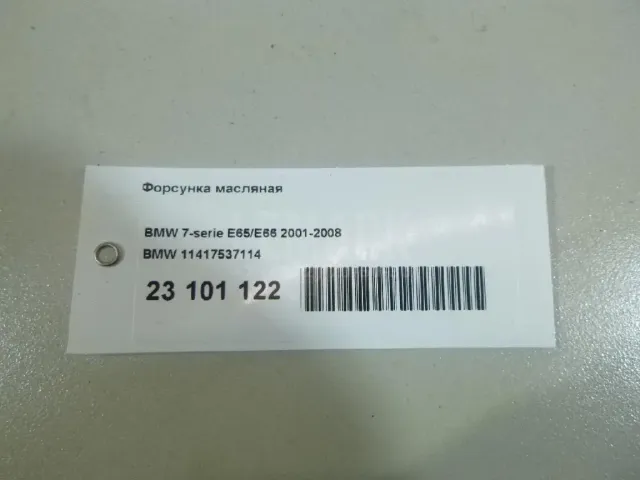 Форсунка масляная
BMW 7-serie E65/E66 2001-2008
BMW 11417537114
23 101 122